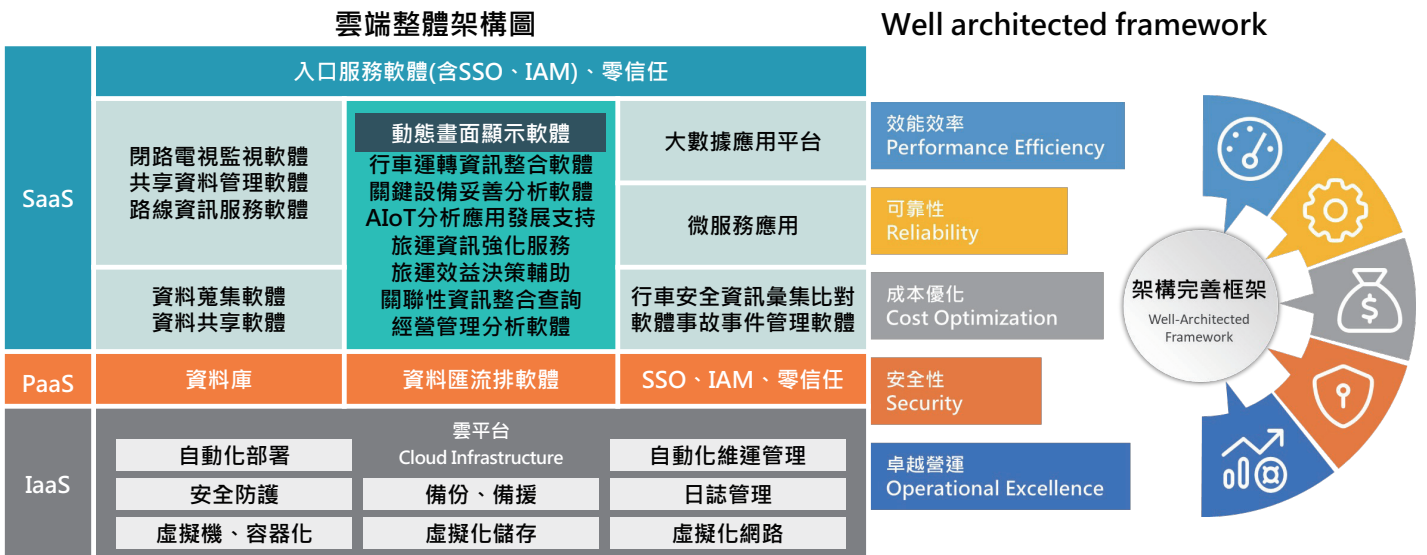 雲端整體架構圖
Well architected framework
SaaS
入口服務軟體(含SSO、IAM)、零信任
閉路電視監視軟體
共享資料管理軟體
路線資訊服務軟體
資料蒐集軟體
資料共享軟體
動態畫面顯示軟體
行車運轉資訊整合軟體
關鍵設備妥善分析軟體
AIoT分析應用發展支持
旅運資訊強化服務
旅運效益決策輔助
關聯性資訊整合查詢
經營管理分析軟體
大數據應用平台
微服務應用
行車安全資訊彙集比對
軟體事故事件管理軟體
PaaS
資料庫
資料匯流排軟體
SSO、IAM、零信任
IaaS
雲平台
Cloud Infrastructure
自動化部署
自動化維運管理
安全防護
備份、備援
日誌管理
虛擬機、容器化
虛擬化儲存
虛擬化網路
效能效率
Performance Efficiency
可靠性
Reliability
成本優化
Cost Optimization
安全性
Security
卓越營運
Operational Excellence
架構完善框架
Well-Architected
Framework